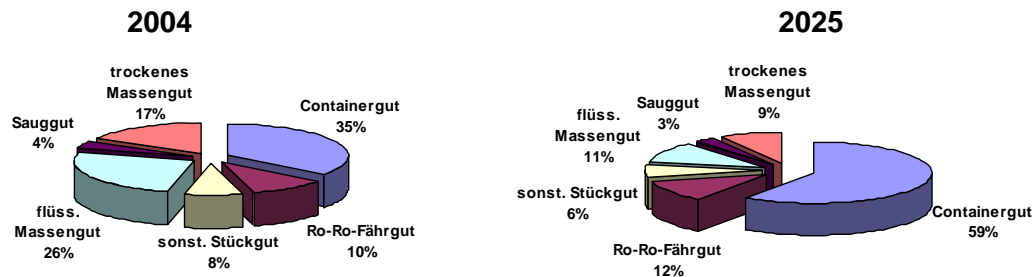 2004
trockenes
Massengut
17%
Containergut
35%
Sauggut
4%
flüss.
Massengut
26%
sonst. Stückgut
8%
Ro-Ro-Fährgut
10%
2025
trockenes
Massengut
9%
Sauggut
3%
flüss.
Massengut
11%
sonst. Stückgut
6%
Ro-Ro-Fährgut
12%
Containergut
59%